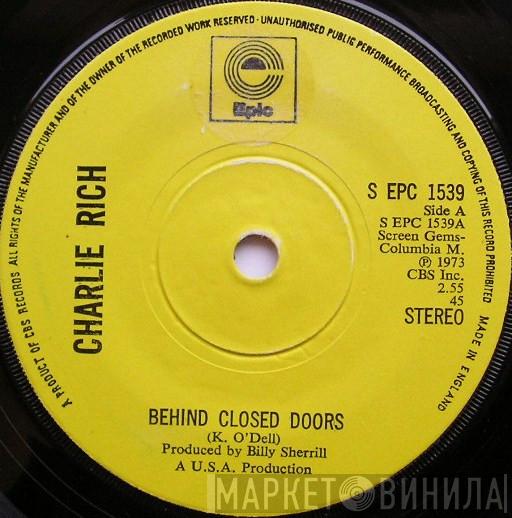 A PRODUCT OF CBS RECORDS ALL RIGHTS OF THE MANUFACTURER AND OF THE OWNER OF THE RECORDED WORK RESERVED · UNAUTHORISED PUBLIC PERFORMANCE BROADCASTING AND COPYING OF THIS RECORD PROHIBITED MADE IN ENGLAND
Epic
CHARLIE RICH
S EPC 1539
Side A
S EPC 1539A
Screen Gems-
Columbia M.
℗ 1973
CBS Inc.
2.55
45
STEREO
BEHIND CLOSED DOORS
(K. O'Dell)
Produced by Billy Sherrill
A U.S.A. Production
МАРКЕТ ВИНИЛА